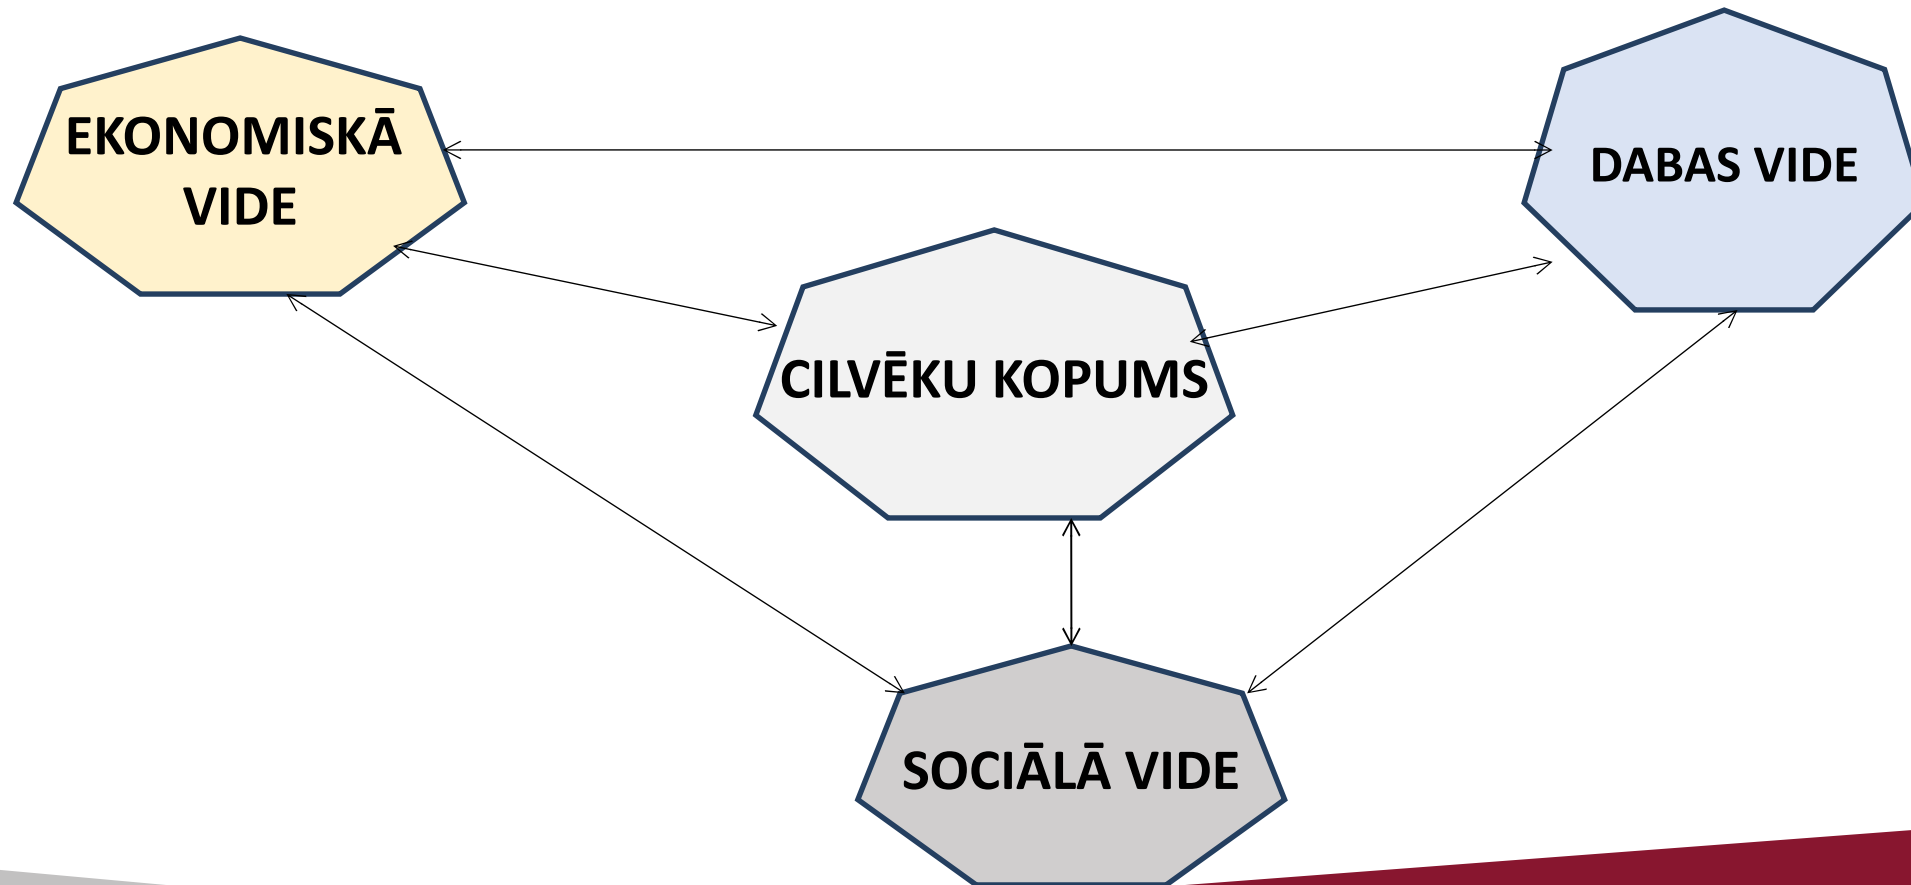 EKONOMISKĀ
VIDE
DABAS VIDE
CILVĒKU KOPUMS
SOCIĀLĀ VIDE